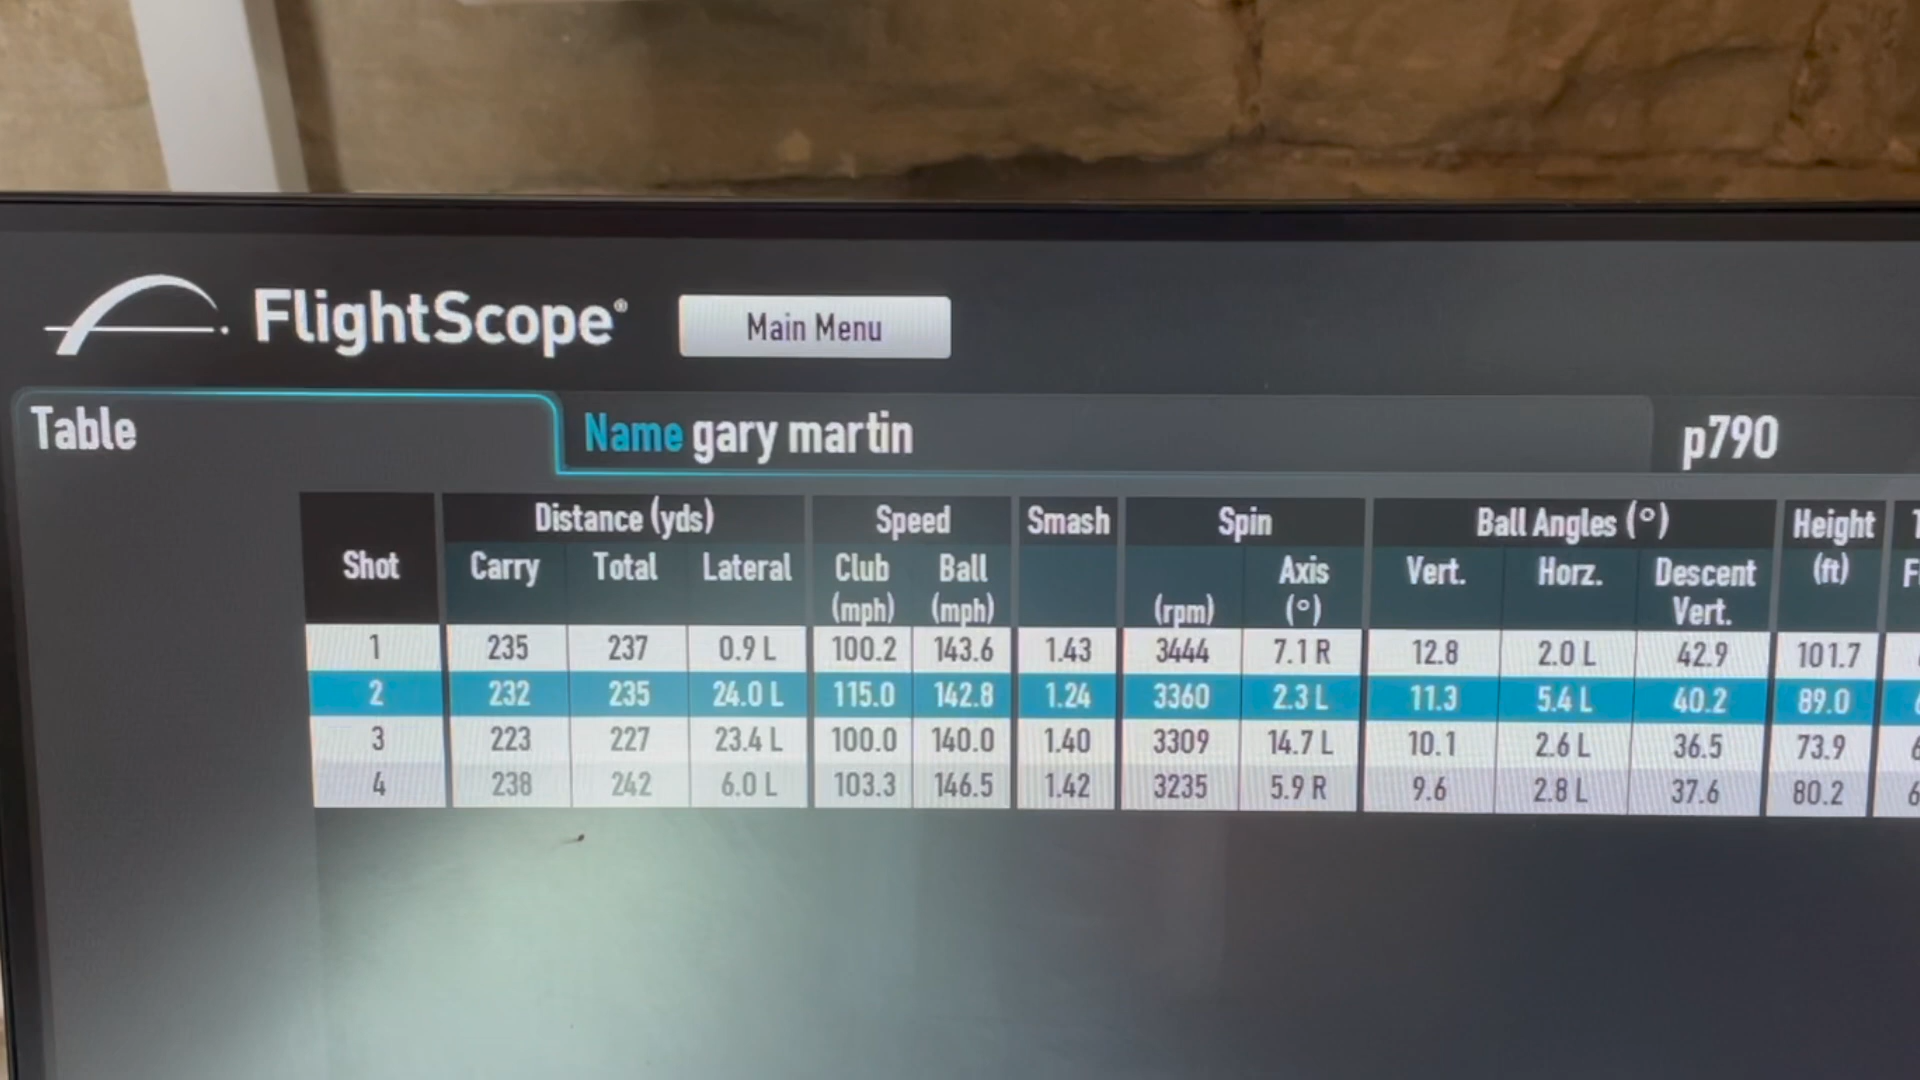 FlightScope®
Main Menu
Table
Name gary martin
p790
Distance (yds) Speed Smash Spin Ball Angles (°) Height
Shot Carry Total Lateral Club Ball Axis Vert. Horz. Descent (ft)
(mph) (mph) (rpm) (°) Vert.
1 235 237 0.9 L 100.2 143.6 1.43 3444 7.1 R 12.8 2.0 L 42.9 101.7
2 232 235 24.0 L 115.0 142.8 1.24 3360 2.3 L 11.3 5.4 L 40.2 89.0
3 223 227 23.4 L 100.0 140.0 1.40 3309 14.7 L 10.1 2.6 L 36.5 73.9
4 238 242 6.0 L 103.3 146.5 1.42 3235 5.9 R 9.6 2.8 L 37.6 80.2